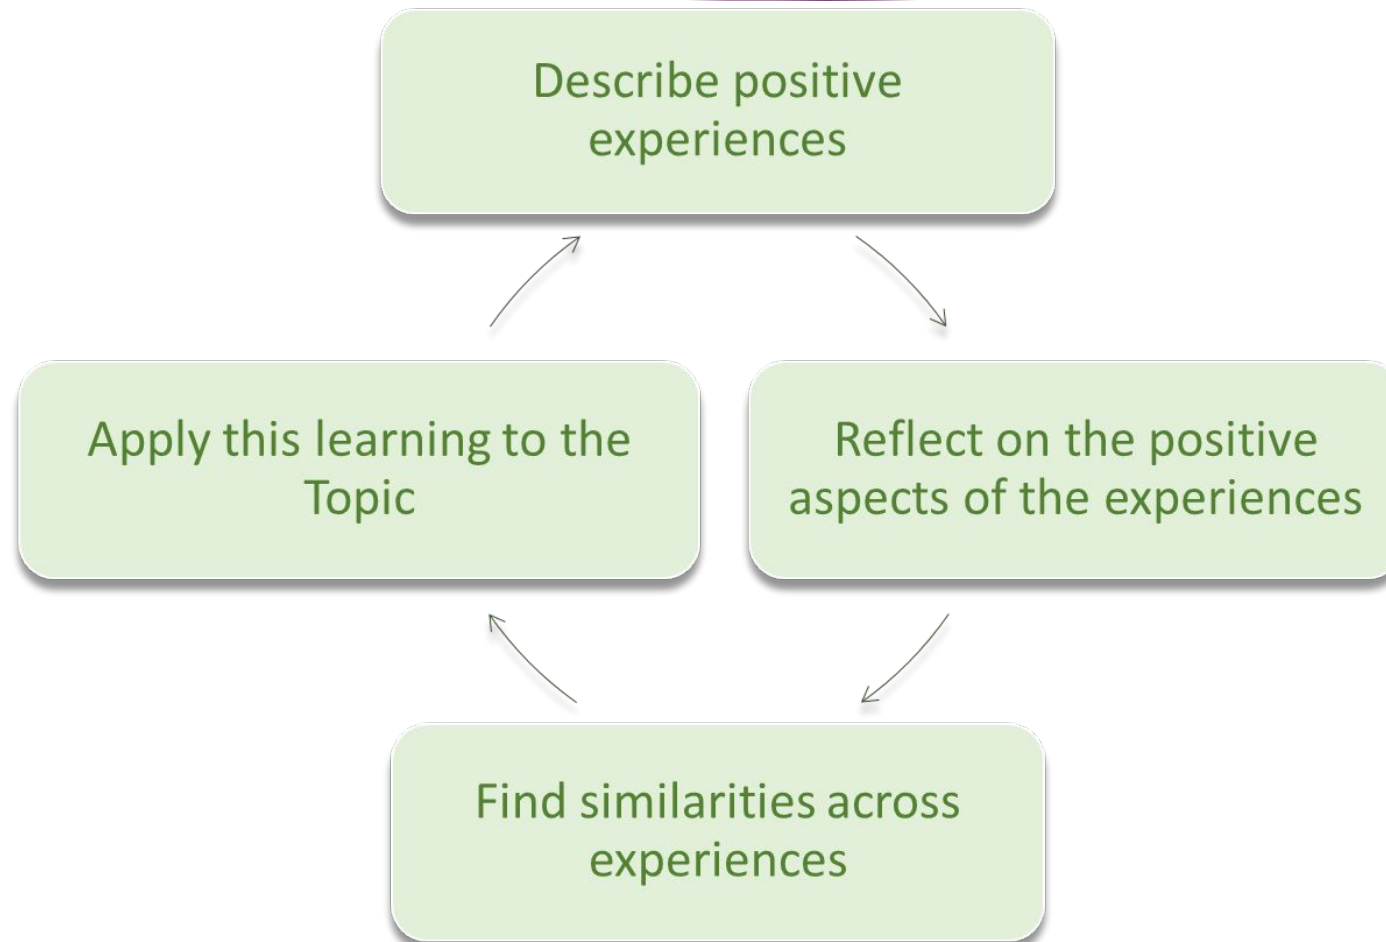 Describe positive
experiences
Apply this learning to the
Topic
Reflect on the positive
aspects of the experiences
Find similarities across
experiences